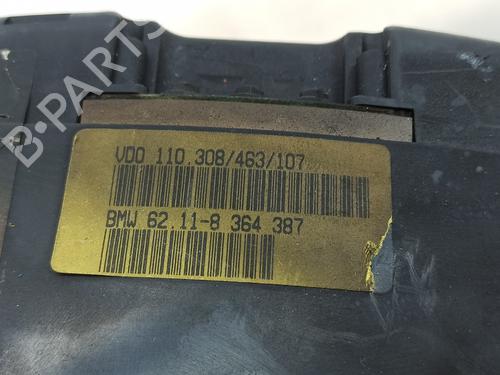 B-PARTS
VDO 110.308/463/107
BMW 62.11-8 364 387